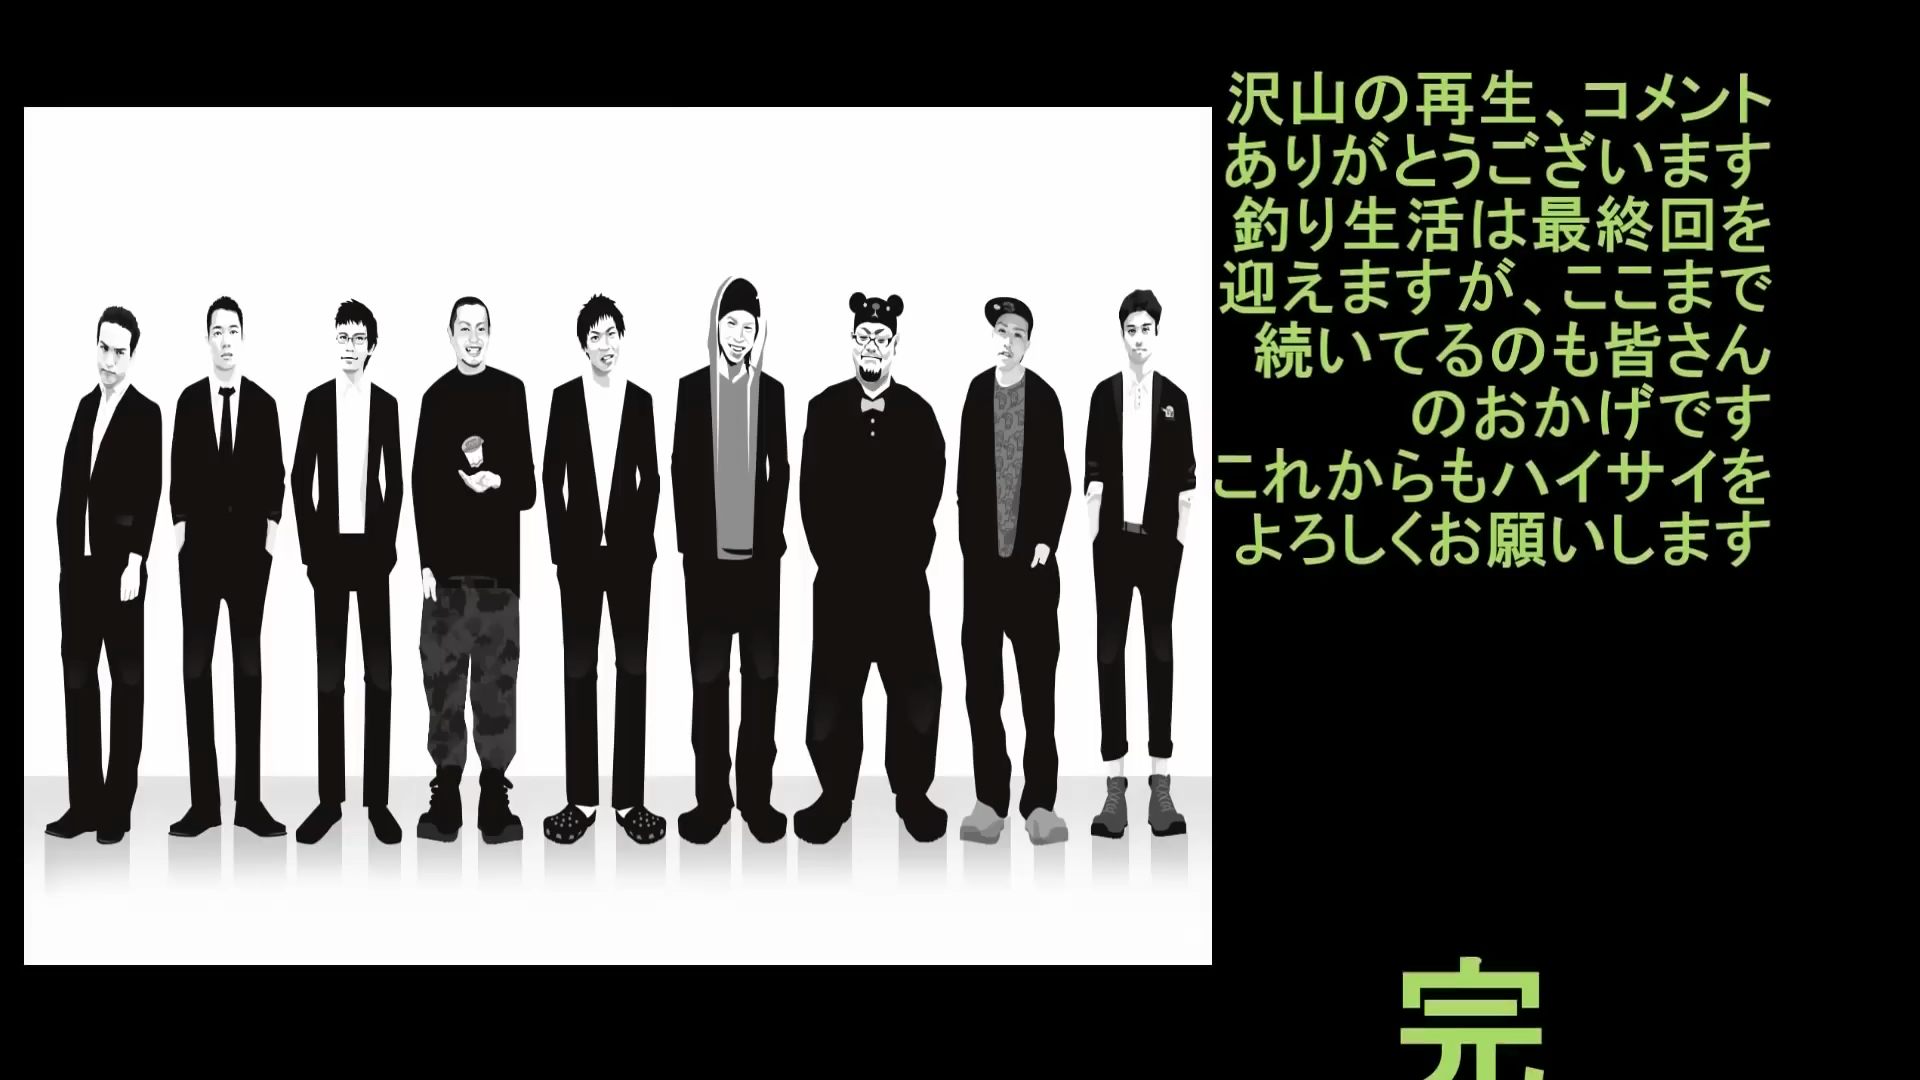 沢山の再生、コメント
ありがとうございます
釣り生活は最終回を
迎えますが、ここまで
続いてるのも皆さん
のおかげです
これからもハイサイを
よろしくお願いします
完